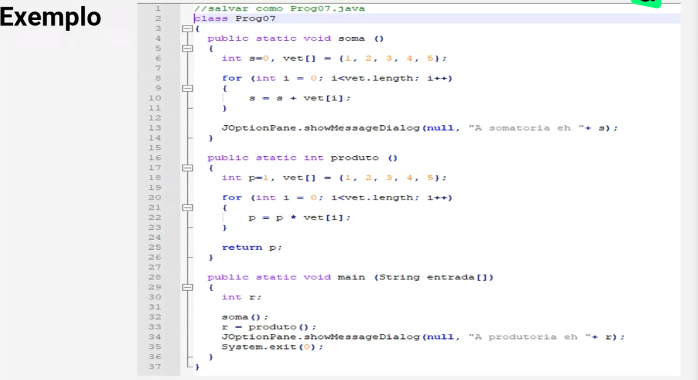 Exemplo
1 //salvar como Prog07.java
2 class Prog07
3 {
4 public static void soma ()
5 {
6 int s=0, vet[] = {1, 2, 3, 4, 5};
7
8 for (int i = 0; i<vet.length; i++)
9 {
10 s = s + vet[i];
11 }
12
13 JOptionPane.showMessageDialog(null, "A somatoria eh "+ s);
14 }
15
16 public static int produto ()
17 {
18 int p=1, vet[] = {1, 2, 3, 4, 5};
19
20 for (int i = 0; i<vet.length; i++)
21 {
22 p = p * vet[i];
23 }
24
25 return p;
26 }
27
28 public static void main (String entrada[])
29 {
30 int r;
31
32 soma();
33 r = produto();
34 JOptionPane.showMessageDialog(null, "A produtoria eh "+ r);
35 System.exit(0);
36 }
37 }